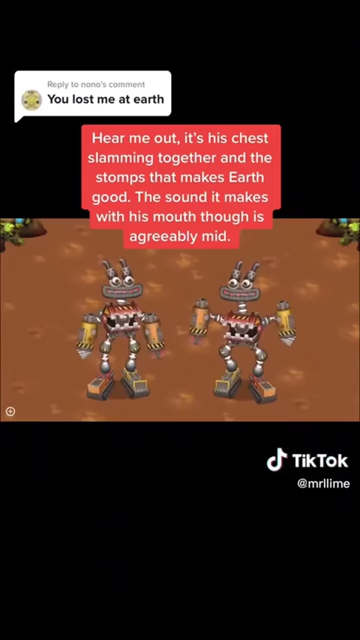 Reply to nono's comment
You lost me at earth
Hear me out, it's his chest
slamming together and the
stomps that makes Earth
good. The sound it makes
with his mouth though is
agreeably mid.
TikTok
@mrllime